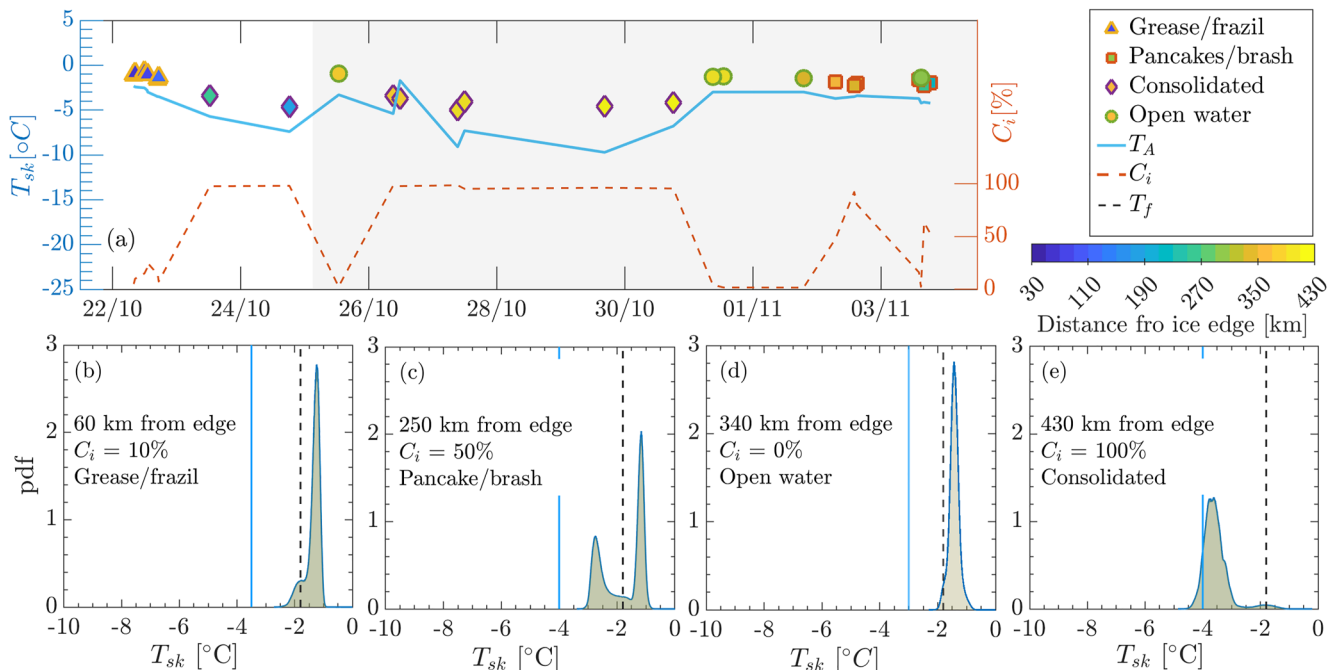 5
0
-5
-10
-15
-20
-25
T_sk [∘C]
(a)
100
50
0
C_i [%]
22/10
24/10
26/10
28/10
30/10
01/11
03/11
Grease/frazil
Pancakes/brash
Consolidated
Open water
T_A
C_i
T_f
30
110
190
270
350
430
Distance fro ice edge [km]
pdf
3
2
1
0
(b)
60 km from edge
C_i = 10%
Grease/frazil
-10
-8
-6
-4
-2
0
T_sk [°C]
3
2
1
0
(c)
250 km from edge
C_i = 50%
Pancake/brash
-10
-8
-6
-4
-2
0
T_sk [°C]
3
2
1
0
(d)
340 km from edge
C_i = 0%
Open water
-10
-8
-6
-4
-2
0
T_sk [°C]
3
2
1
0
(e)
430 km from edge
C_i = 100%
Consolidated
-10
-8
-6
-4
-2
0
T_sk [°C]